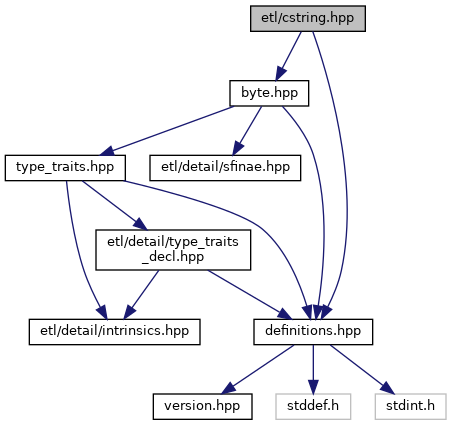 etl/cstring.hpp
byte.hpp
type_traits.hpp
etl/detail/sfinae.hpp
etl/detail/type_traits
_decl.hpp
etl/detail/intrinsics.hpp
definitions.hpp
version.hpp
stddef.h
stdint.h